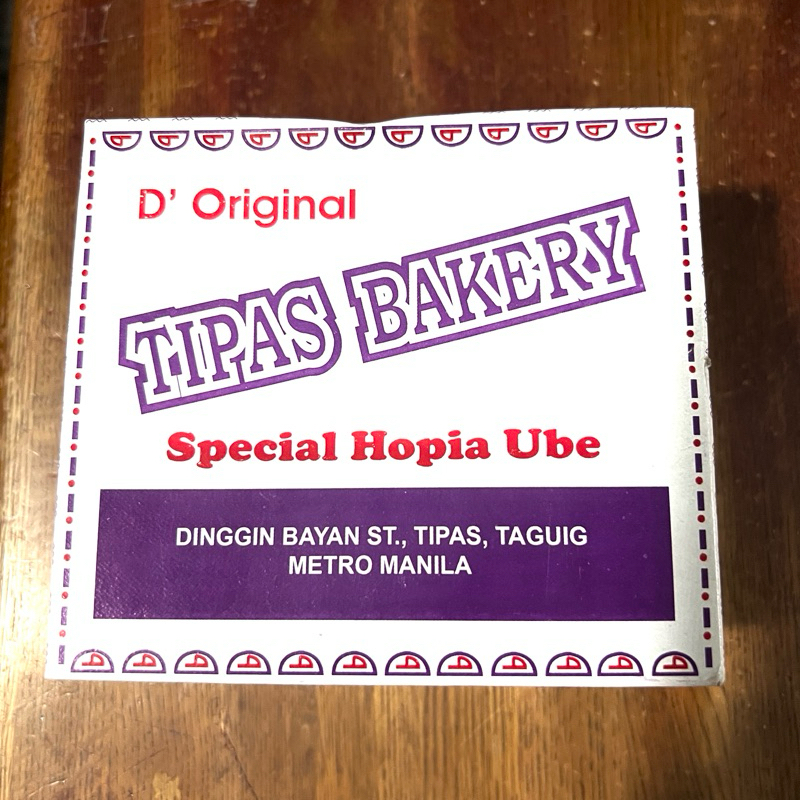 D' Original
TIPAS BAKERY
Special Hopia Ube
DINGGIN BAYAN ST., TIPAS, TAGUIG
METRO MANILA